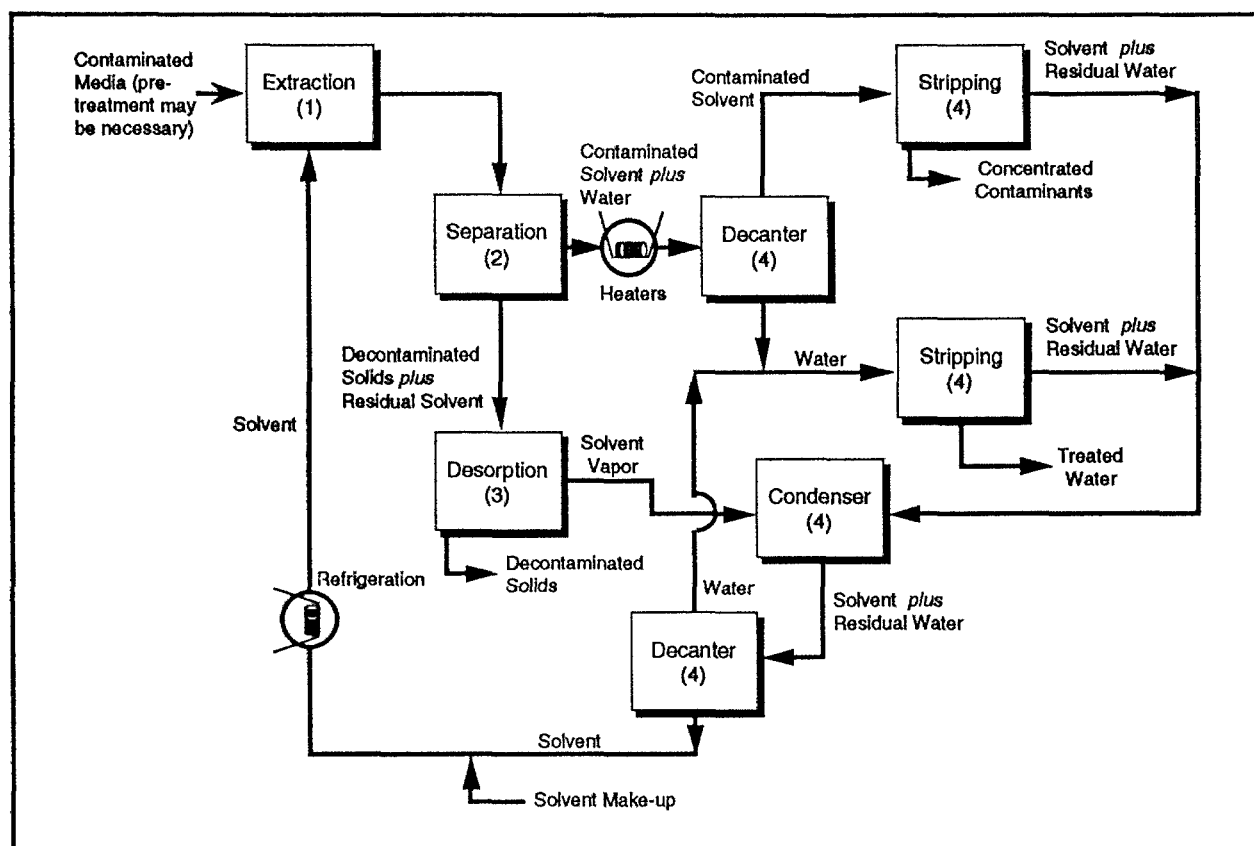 Contaminated
Media (pre-
treatment may
be necessary)
Extraction
(1)
Contaminated
Solvent
Stripping
(4)
Solvent plus
Residual Water
Concentrated
Contaminants
Contaminated
Solvent plus
Water
Separation
(2)
Heaters
Decanter
(4)
Decontaminated
Solids plus
Residual Solvent
Water
Stripping
(4)
Solvent plus
Residual Water
Treated
Water
Solvent
Desorption
(3)
Solvent
Vapor
Condenser
(4)
Decontaminated
Solids
Refrigeration
Water
Solvent plus
Residual Water
Decanter
(4)
Solvent
Solvent Make-up